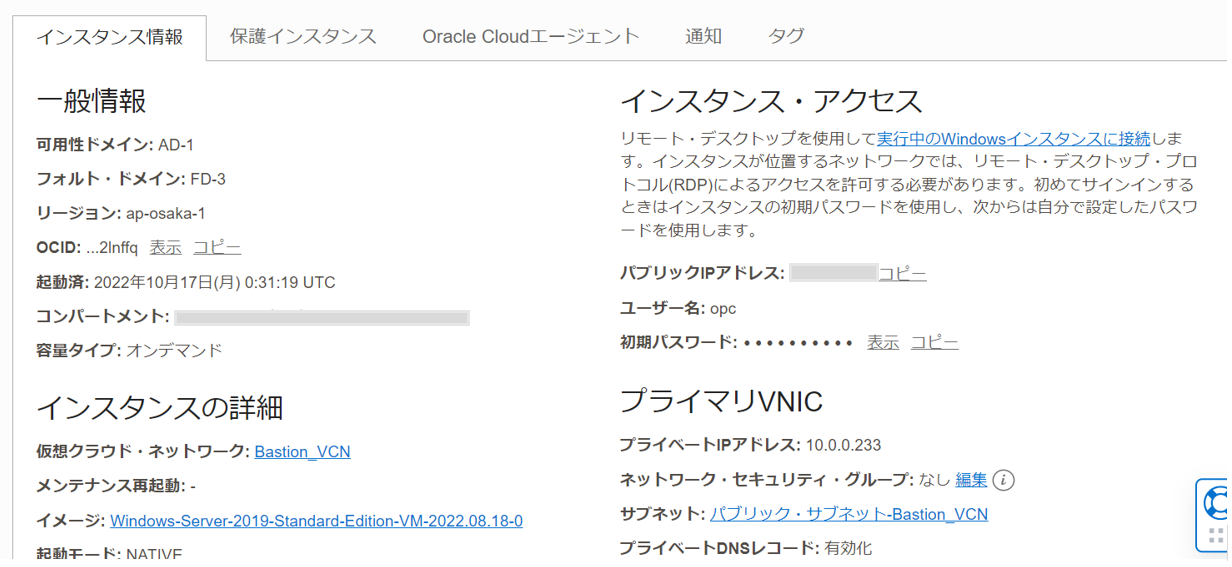 インスタンス情報
保護インスタンス
Oracle Cloudエージェント
通知
タグ
一般情報
可用性ドメイン: AD-1
フォルト・ドメイン: FD-3
リージョン: ap-osaka-1
OCID: ...2lnffq 表示 コピー
起動済: 2022年10月17日(月) 0:31:19 UTC
コンパートメント:
容量タイプ: オンデマンド
インスタンスの詳細
仮想クラウド・ネットワーク: Bastion_VCN
メンテナンス再起動: -
イメージ: Windows-Server-2019-Standard-Edition-VM-2022.08.18-0
起動モード: NATIVE
インスタンス・アクセス
リモート・デスクトップを使用して実行中のWindowsインスタンスに接続しま
す。インスタンスが位置するネットワークでは、リモート・デスクトップ・プロ
トコル(RDP)によるアクセスを許可する必要があります。初めてサインインする
ときはインスタンスの初期パスワードを使用し、次からは自分で設定したパスワ
ードを使用します。
パブリックIPアドレス: コピー
ユーザー名: opc
初期パスワード: •••••••••• 表示 コピー
プライマリVNIC
プライベートIPアドレス: 10.0.0.233
ネットワーク・セキュリティ・グループ: なし 編集 i
サブネット: パブリック・サブネット-Bastion_VCN
プライベートDNSレコード: 有効化